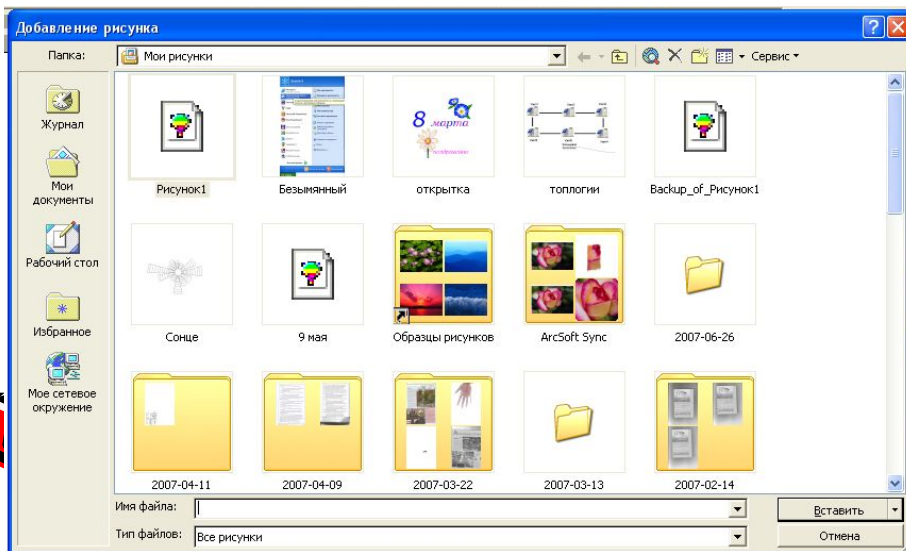 Добавление рисунка
Папка:
Мои рисунки
Сервис
Журнал
Мои документы
Рабочий стол
Избранное
Мое сетевое окружение
Рисунок1
Безымянный
8 марта
открытка
топлогии
Backup_of_Рисунок1
Сонце
9 мая
Образцы рисунков
ArcSoft Sync
2007-06-26
2007-04-11
2007-04-09
2007-03-22
2007-03-13
2007-02-14
Имя файла:
Вставить
Тип файлов:
Все рисунки
Отмена